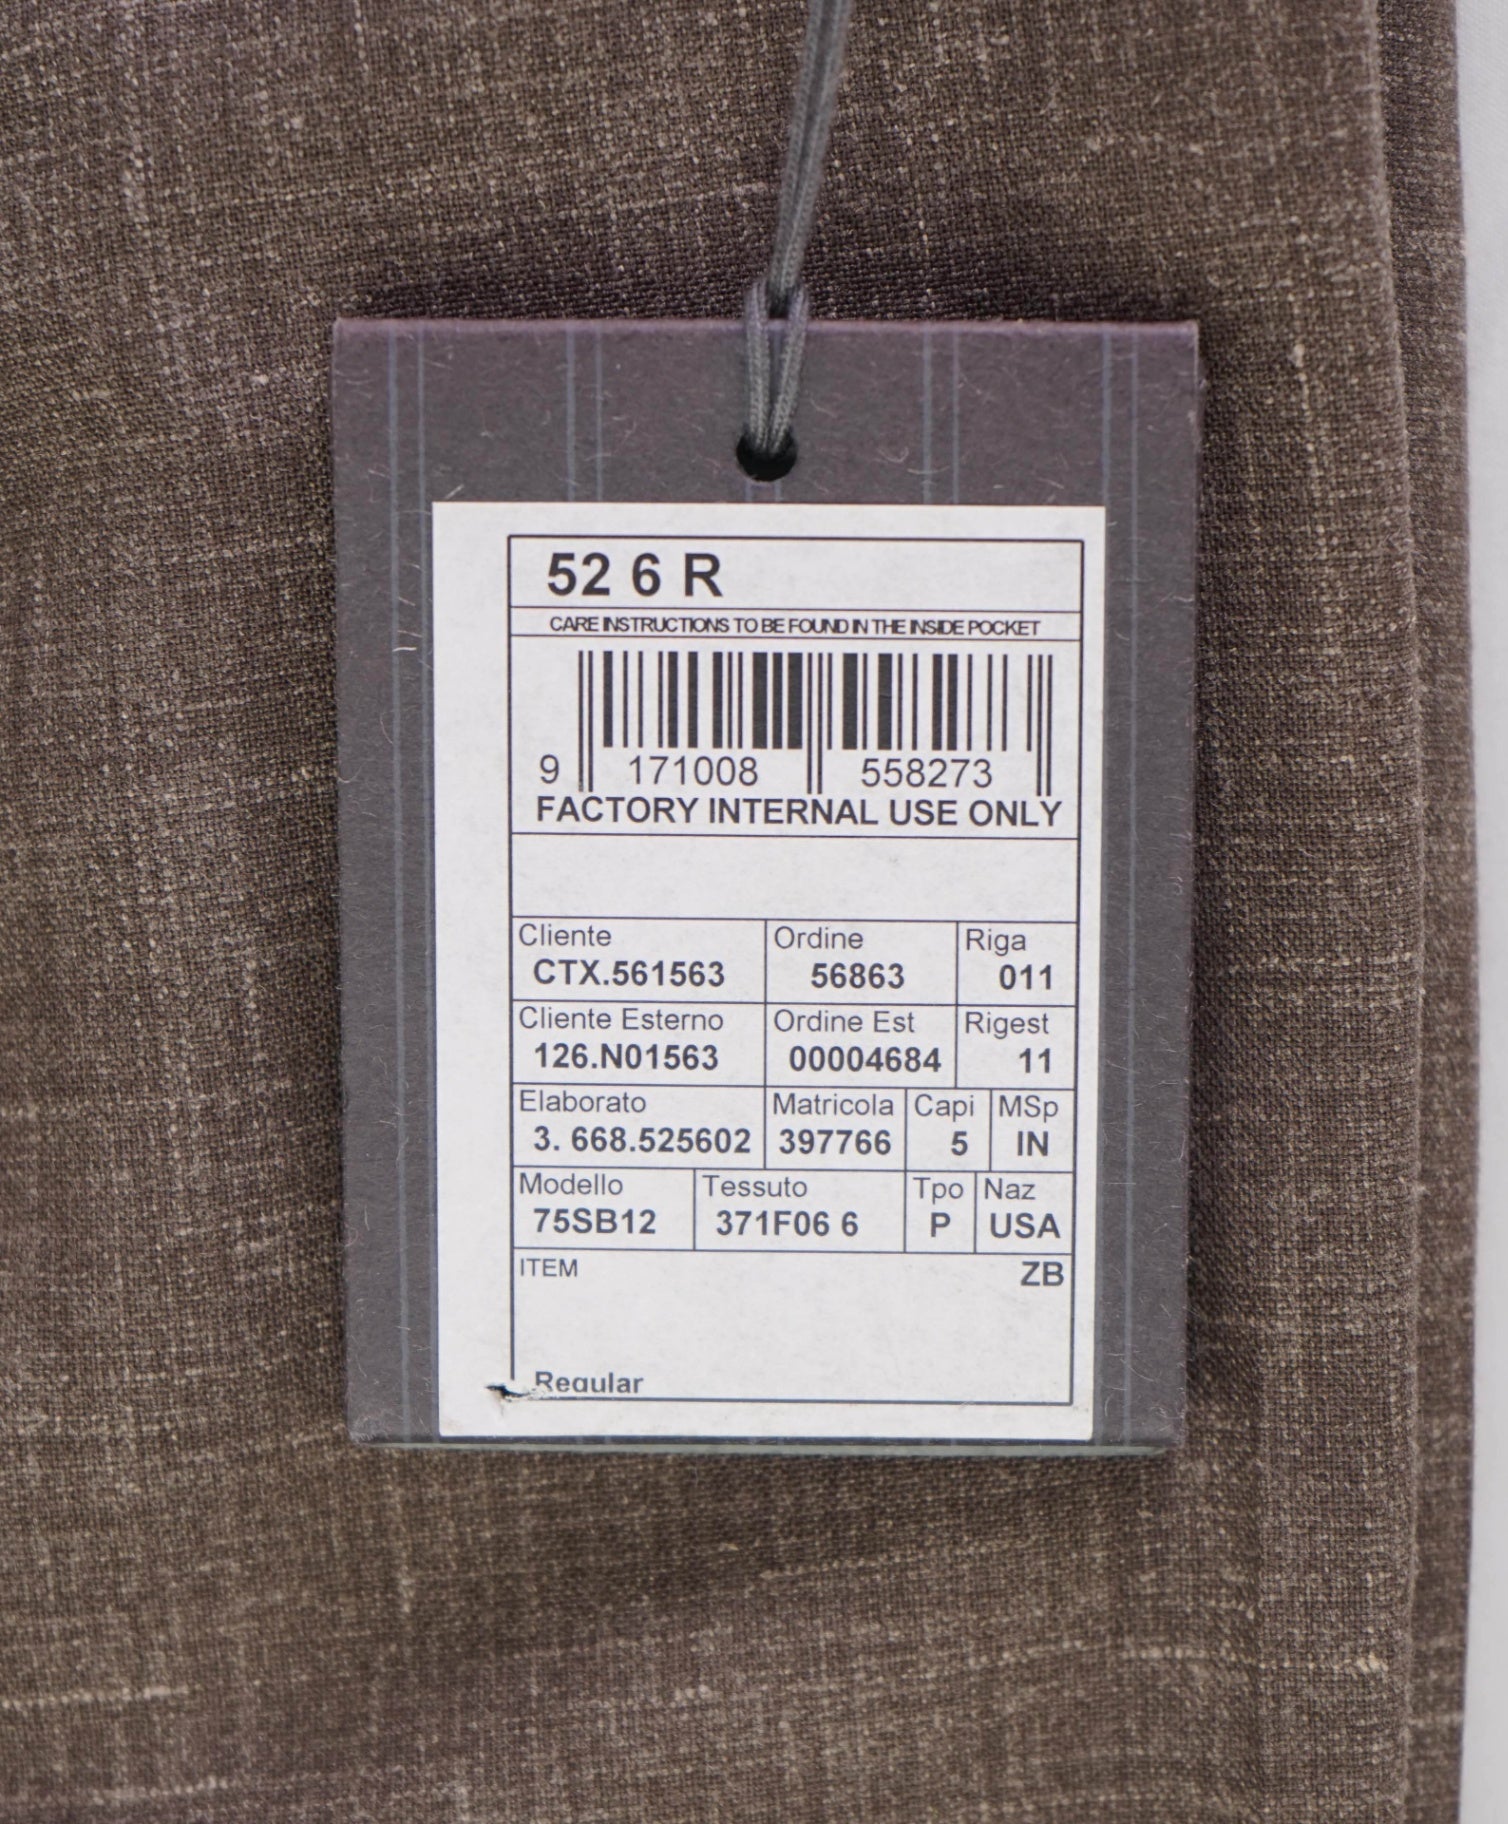 52 6 R
CARE INSTRUCTIONS TO BE FOUND IN THE INSIDE POCKET
9 171008 558273
FACTORY INTERNAL USE ONLY
Cliente Ordine Riga
CTX.561563 56863 011
Cliente Esterno Ordine Est Rigest
126.N01563 00004684 11
Elaborato Matricola Capi MSp
3. 668.525602 397766 5 IN
Modello Tessuto Tpo Naz
75SB12 371F06 6 P USA
ITEM ZB
Regular